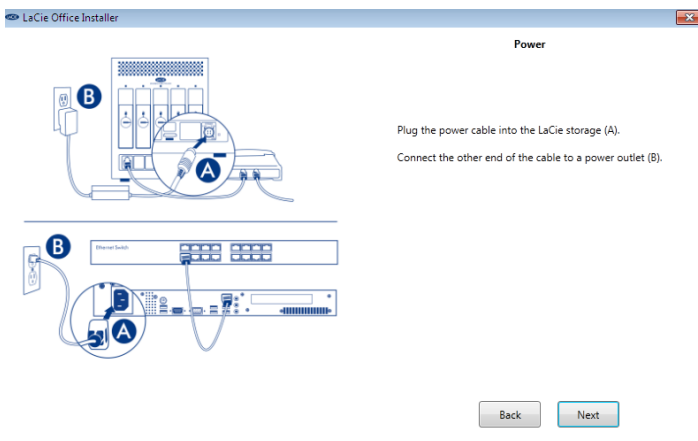 LaCie Office Installer
Power
B
A
Plug the power cable into the LaCie storage (A).
Connect the other end of the cable to a power outlet (B).
B
Ethernet Switch
A
Back
Next